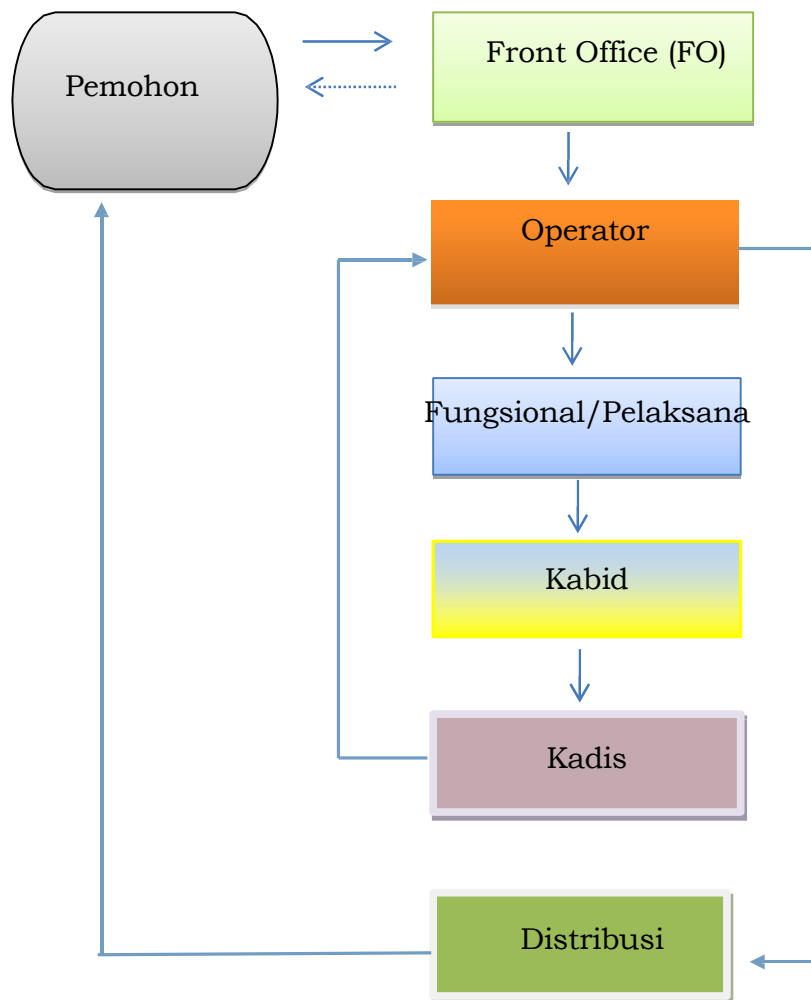 Pemohon
Front Office (FO)
Operator
Fungsional/Pelaksana
Kabid
Kadis
Distribusi